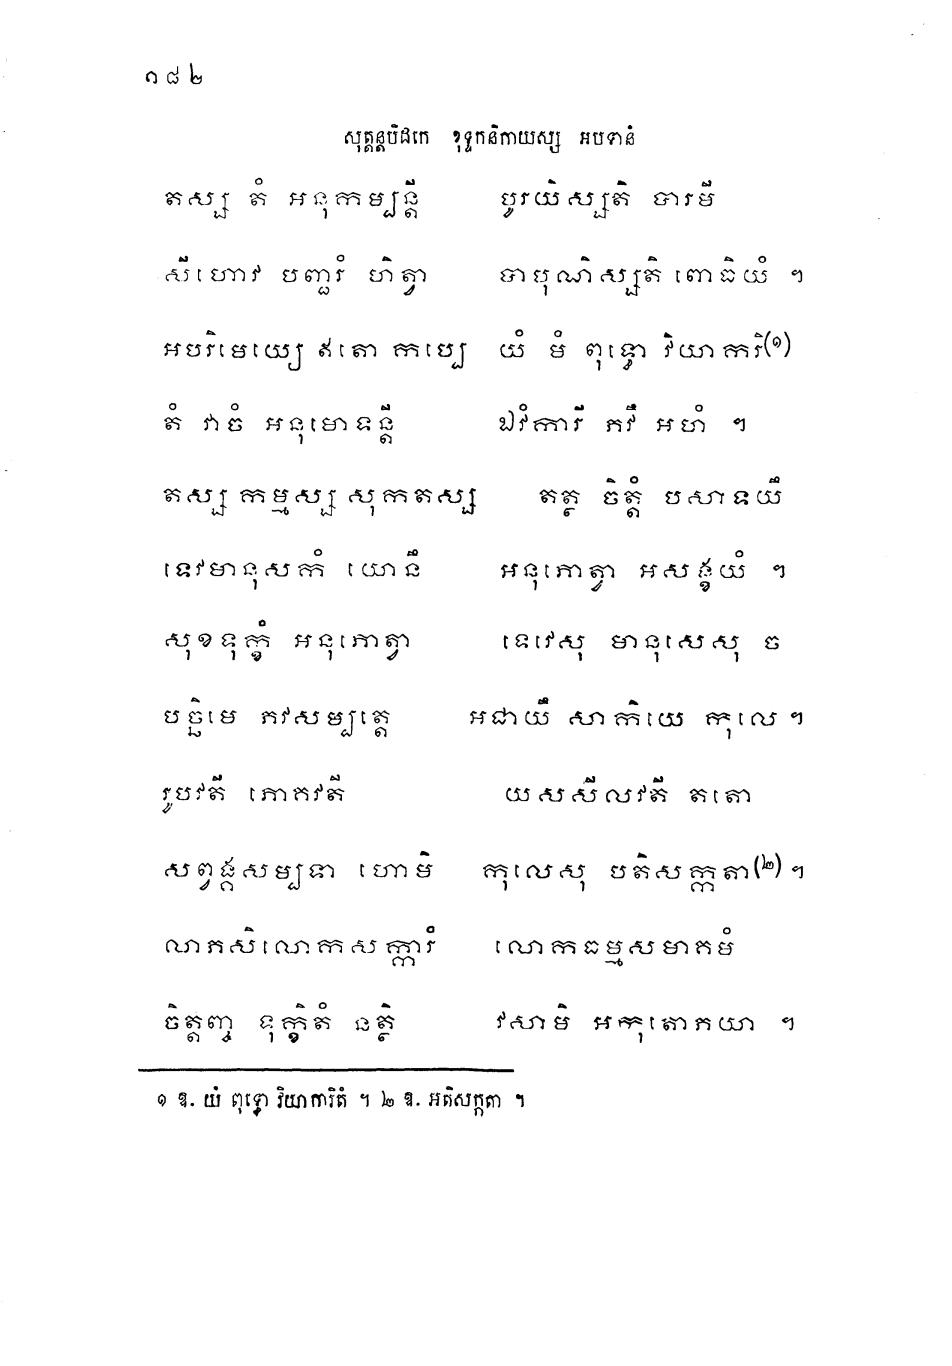 ១៨២
សុត្តន្តបិដកេ ខុទ្ទកនិកាយស្ស អបទានំ
តស្ស តំ អនុកម្បន្តី បូរយិស្សតិ បារមី
សីហោវ បញ្ជរំ ហិត្វា បាបុណិស្សតិ ពោធិយំ ។
អបរិមេយ្យេ ឥតោ កប្បេ យំ មំ ពុទ្ធោ វិយាករិ(១)
តំ វាចំ អនុមោទន្តី ឯវំការី ភវឹ អហំ ។
តស្ស កម្មស្ស សុកតស្ស តត្ថ ចិត្តំ បសាទយឹ
ទេវមានុសកំ យោនឹ អនុភោត្វា អសង្ខយំ ។
សុខទុក្ខំ អនុភោត្វា ទេវេសុ មានុសេសុ ច
បច្ឆិមេ ភវសម្បត្តេ អជាយឹ សាកិយេ កុលេ ។
រូបវតី ភោគវតី យសសីលវតី តតោ
សព្វង្គសម្បទា ហោមិ កុលេសុ បតិសក្កតា(២) ។
លាភសិលោកសក្ការំ លោកធម្មសមាគមំ
ចិត្តញ្ច ទុក្ខិតំ នត្ថិ វសាមិ អកុតោភយា ។
១ ឱ. យំ ពុទ្ធោ វិយាការិតំ ។ ២ ឱ. អតិសក្កតា ។